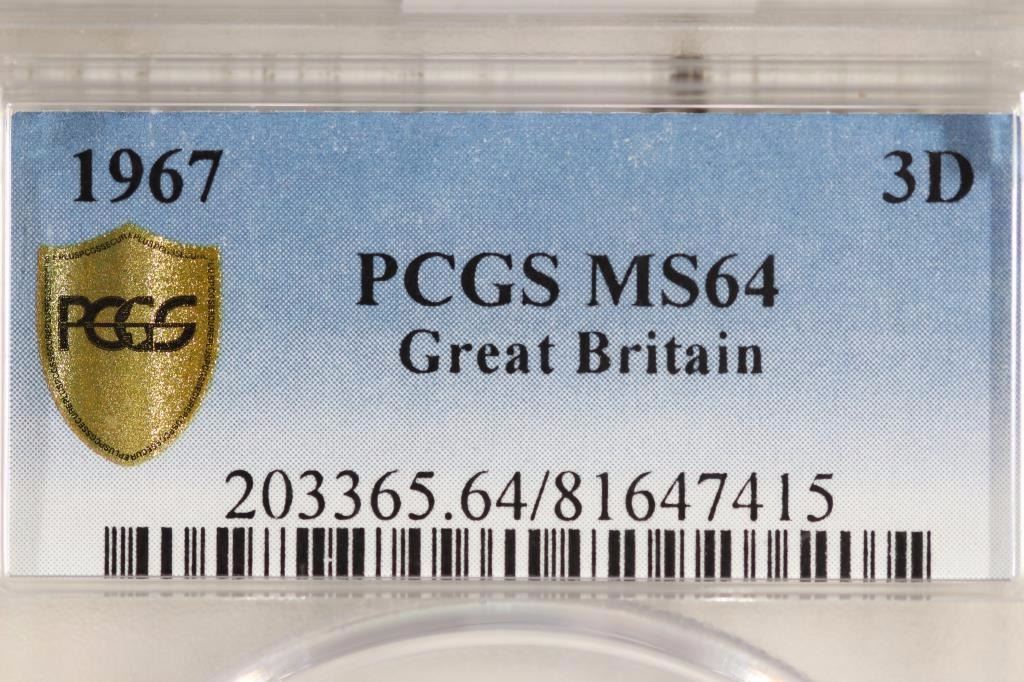 1967 3D
PCGS MS64
Great Britain
PCGS
203365.64/81647415